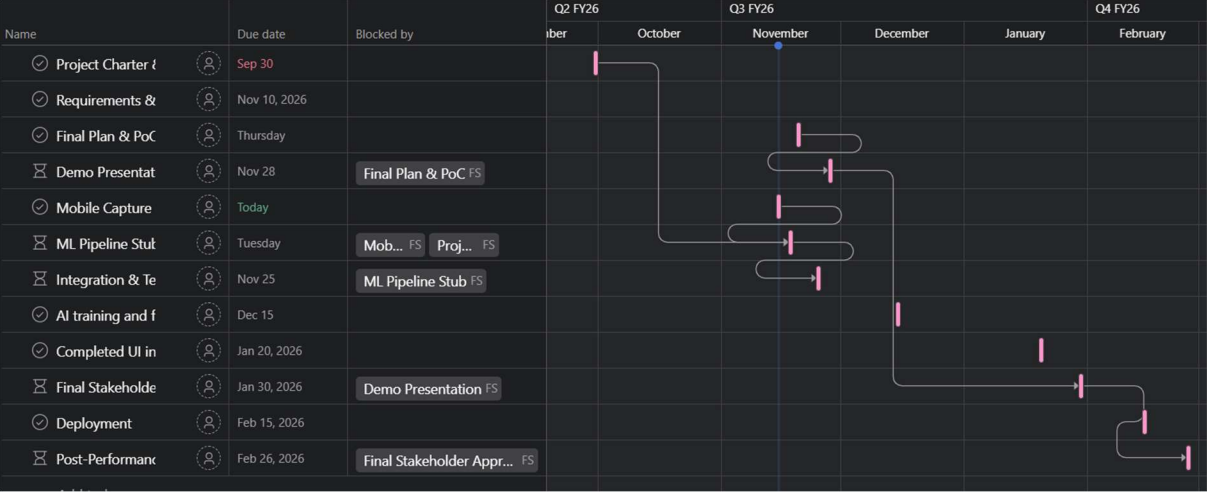 Q2 FY26 Q3 FY26 Q4 FY26
Name Due date Blocked by October November December January February
Project Charter & Sep 30
Requirements & Nov 10, 2026
Final Plan & PoC Thursday
Demo Presentat Nov 28 Final Plan & PoC FS
Mobile Capture Today
ML Pipeline Stub Tuesday Mob... FS Proj... FS
Integration & Te Nov 25 ML Pipeline Stub FS
AI training and f Dec 15
Completed UI in Jan 20, 2026
Final Stakeholde Jan 30, 2026 Demo Presentation FS
Deployment Feb 15, 2026
Post-Performanc Feb 26, 2026 Final Stakeholder Appr... FS